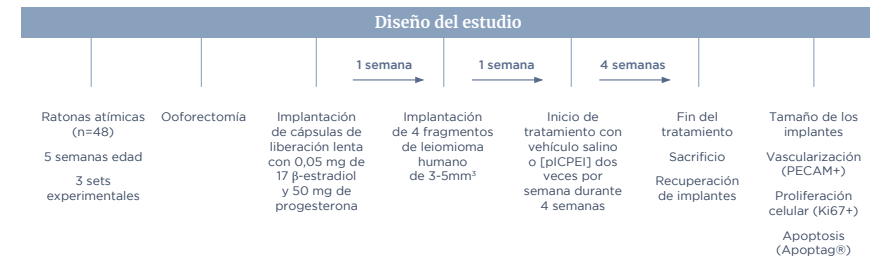 Diseño del estudio
1 semana
1 semana
4 semanas
Ratonas atímicas
(n=48)
5 semanas edad
3 sets
experimentales
Ooforectomía
Implantación
de cápsulas de
liberación lenta
con 0,05 mg de
17 β-estradiol
y 50 mg de
progesterona
Implantación
de 4 fragmentos
de leiomioma
humano
de 3-5mm³
Inicio de
tratamiento con
vehículo salino
o [pICPEI] dos
veces por
semana durante
4 semanas
Fin del
tratamiento
Sacrificio
Recuperación
de implantes
Tamaño de los
implantes
Vascularización
(PECAM+)
Proliferación
celular (Ki67+)
Apoptosis
(Apoptag®)